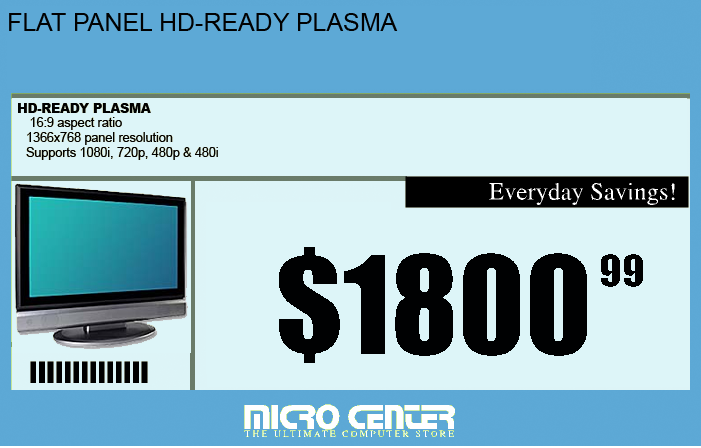 FLAT PANEL HD-READY PLASMA
HD-READY PLASMA
16:9 aspect ratio
1366x768 panel resolution
Supports 1080i, 720p, 480p & 480i
Everyday Savings!
$1800 99
MICRO CENTER
THE ULTIMATE COMPUTER STORE